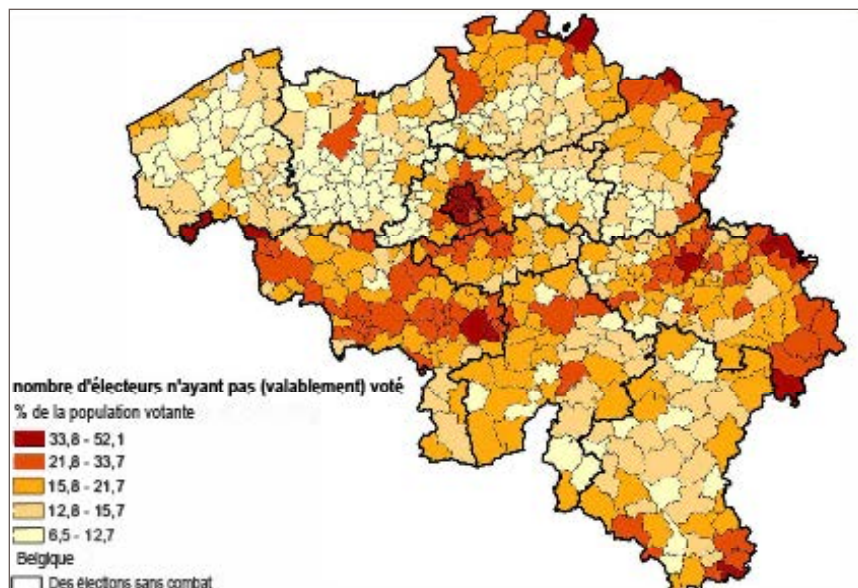 nombre d'électeurs n'ayant pas (valablement) voté
% de la population votante
33,8 - 52,1
21,8 - 33,7
15,8 - 21,7
12,8 - 15,7
6,5 - 12,7
Belgique
Des élections sans combat